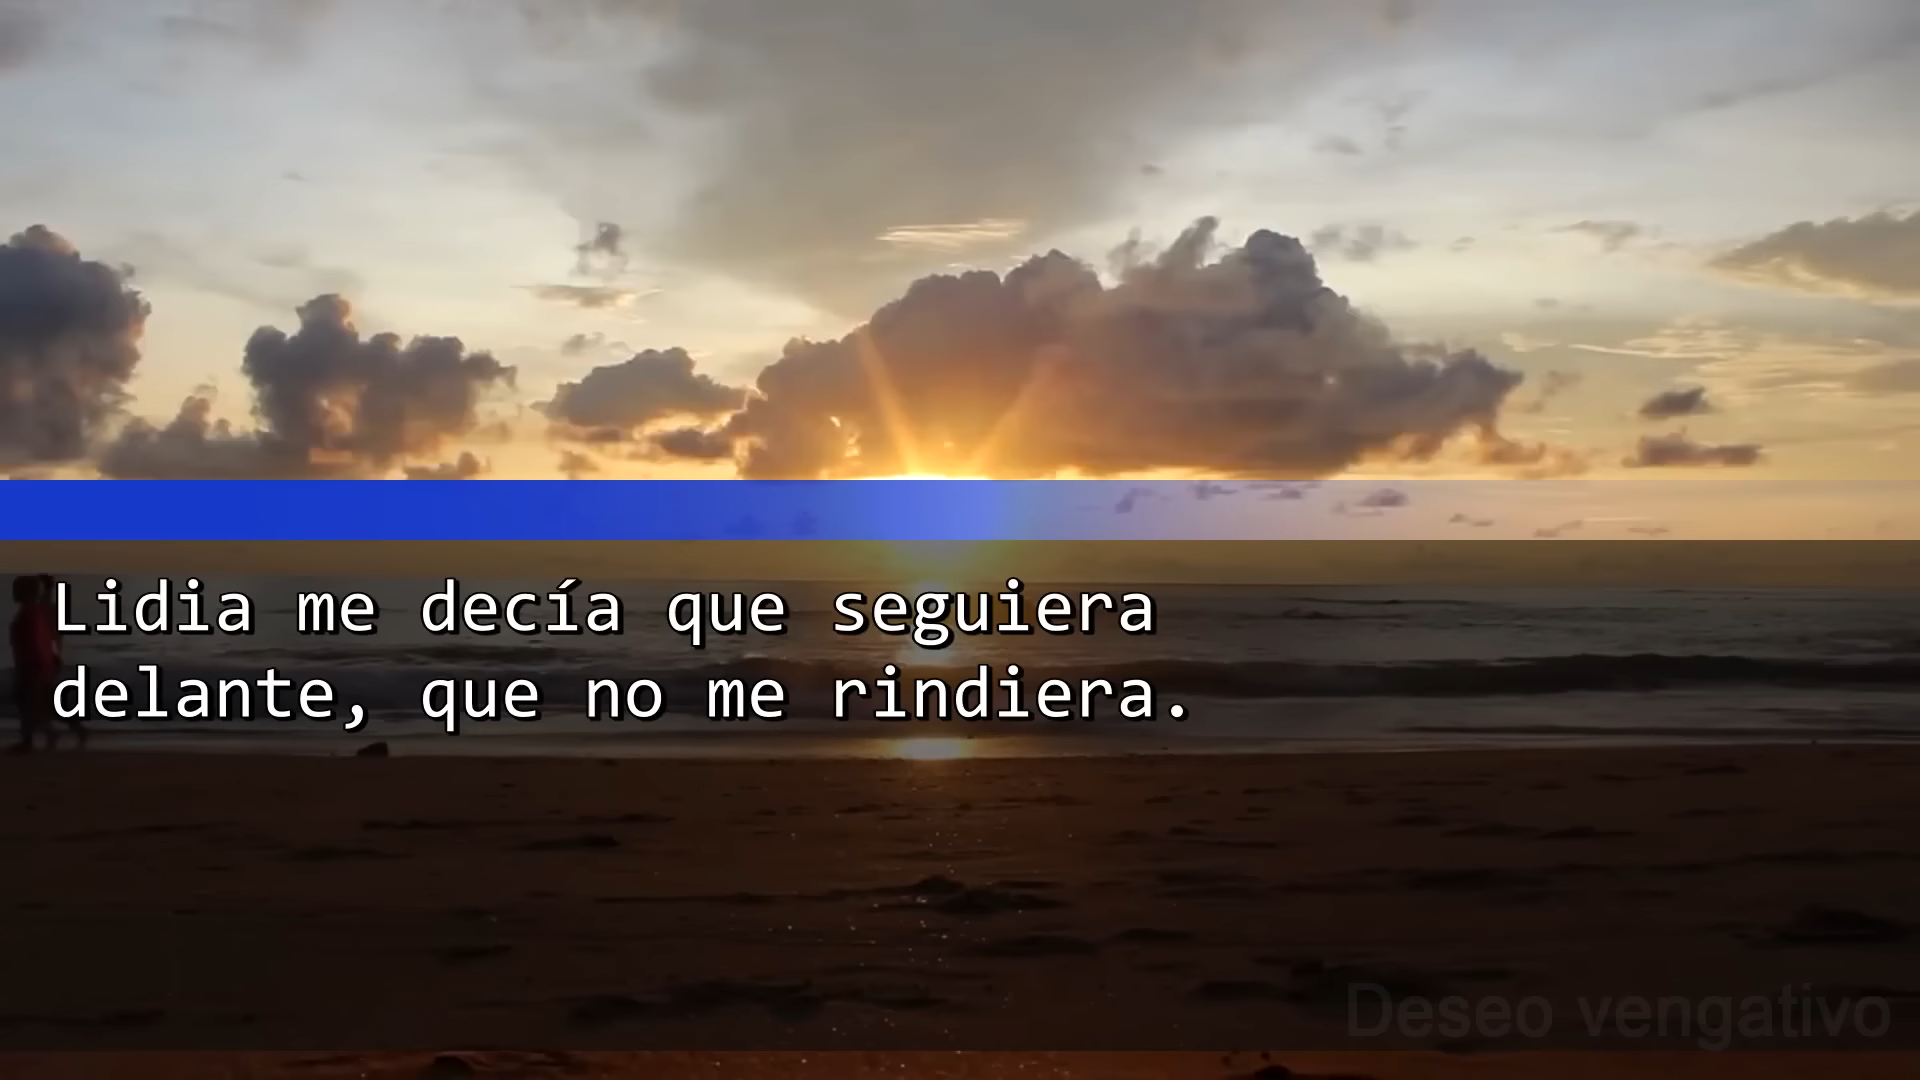 Lidia me decía que seguiera
delante, que no me rindiera.
Deseo vengativo